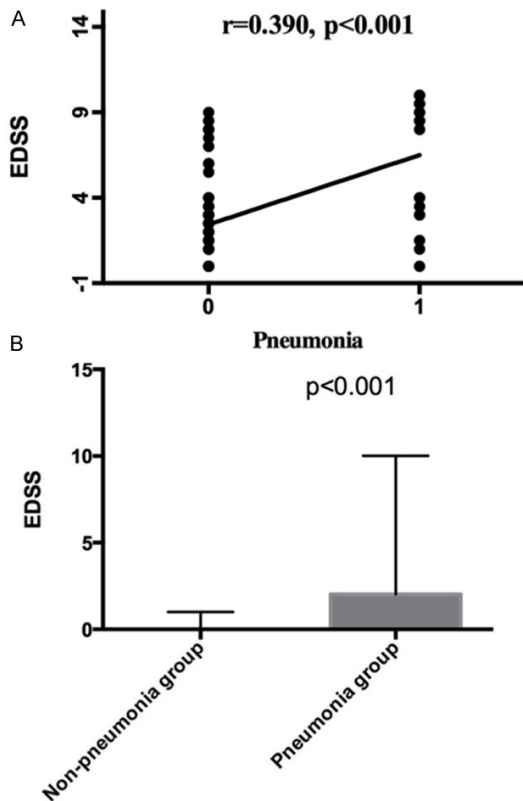 A
r=0.390, p<0.001
14
9
4
-1
EDSS
0
1
Pneumonia
B
p<0.001
15
10
5
0
EDSS
Non-pneumonia group
Pneumonia group